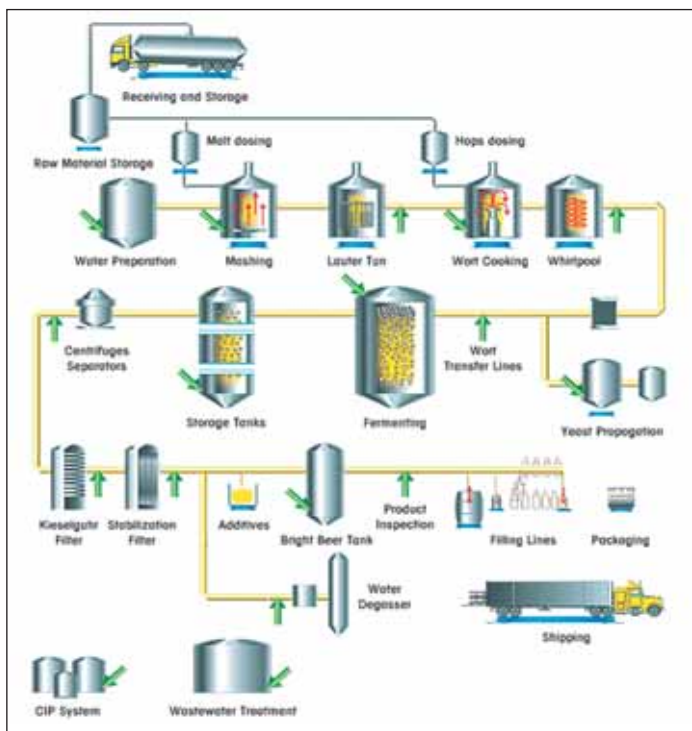 Receiving and Storage
Malt dosing
Hops dosing
Raw Material Storage
Water Preparation
Mashing
Lauter Tun
Wort Cooking
Whirlpool
Centrifuges
Separators
Storage Tanks
Fermenting
Wort
Transfer Lines
Yeast Propagation
Kieselguhr
Filter
Stabilization
Filter
Additives
Bright Beer Tank
Product
Inspection
Filling Lines
Packaging
Water
Degasser
Shipping
CIP System
Wastewater Treatment